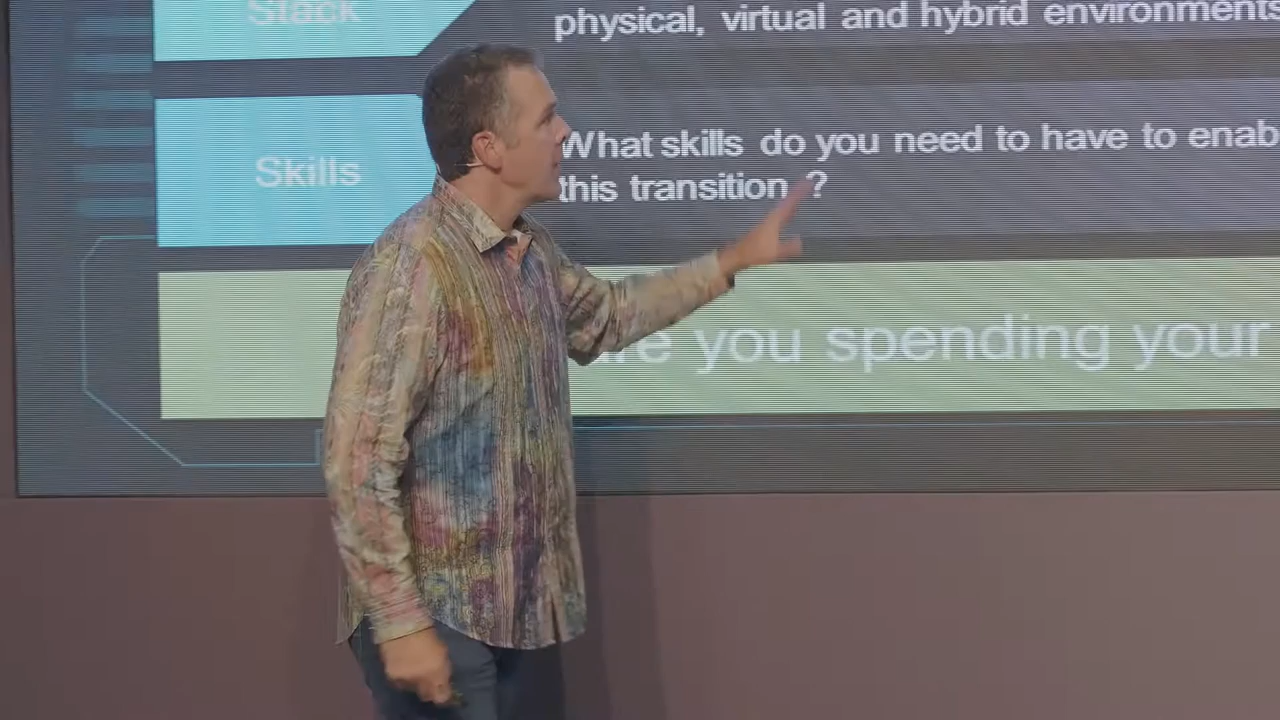 Stack
physical, virtual and hybrid environments
Skills
What skills do you need to have to enab
this transition ?
are you spending your